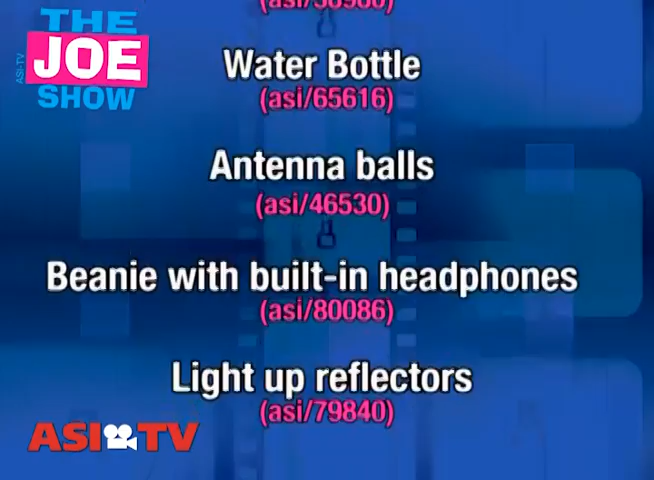 THE
JOE
SHOW
ASI-TV
Water Bottle
(asi/65616)
Antenna balls
(asi/46530)
Beanie with built-in headphones
(asi/80086)
Light up reflectors
(asi/79840)
ASI TV